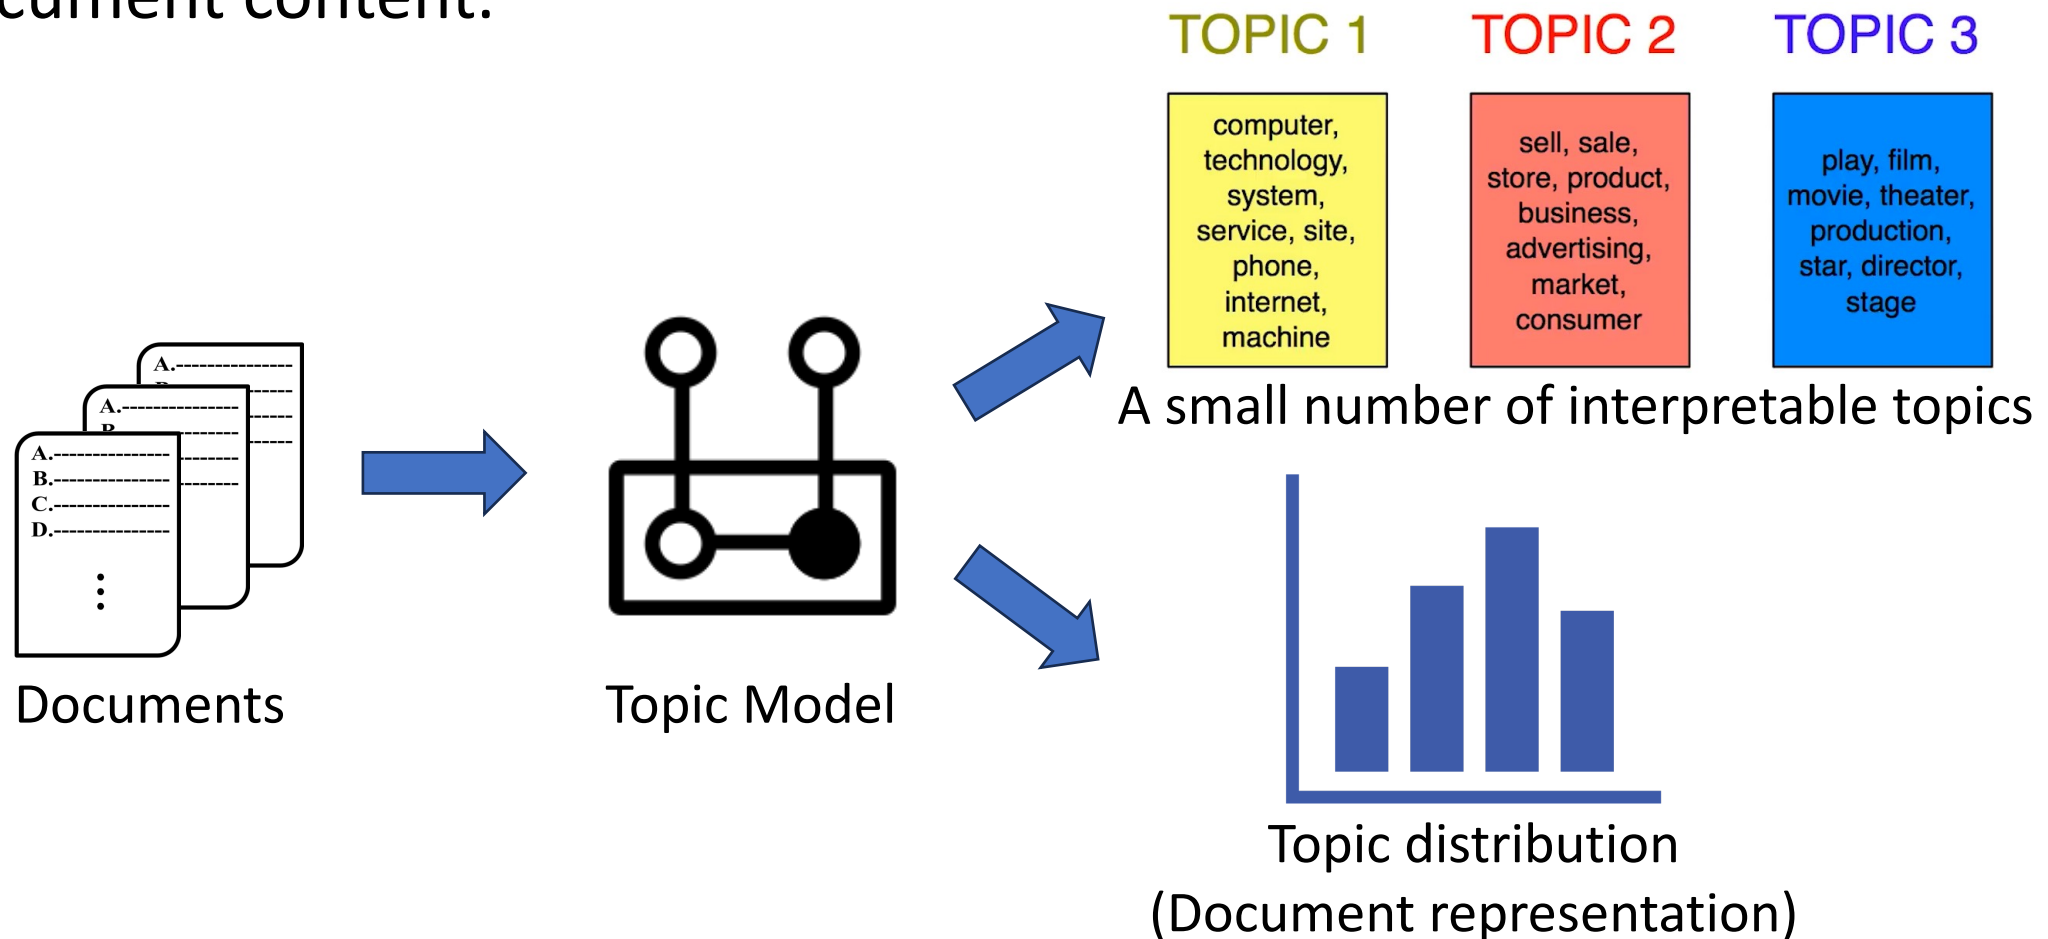 cument content.
TOPIC 1
computer,
technology,
system,
service, site,
phone,
internet,
machine
TOPIC 2
sell, sale,
store, product,
business,
advertising,
market,
consumer
TOPIC 3
play, film,
movie, theater,
production,
star, director,
stage
A small number of interpretable topics
A.
A.
A.
B.
C.
D.
Documents
Topic Model
Topic distribution
(Document representation)